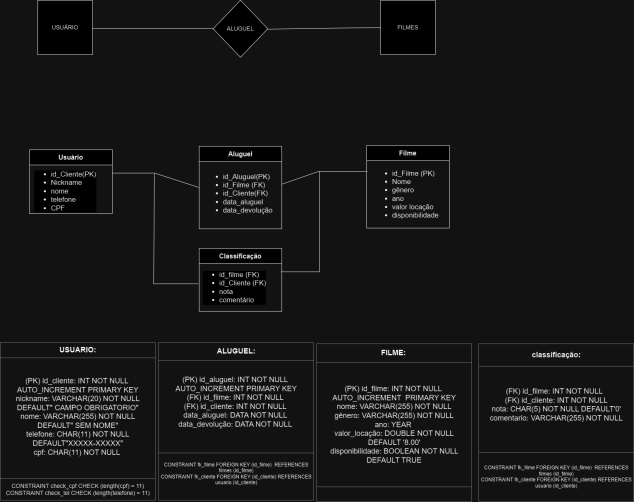 USUÁRIO
ALUGUEL
FILMES
Usuário
id_Cliente(PK)
Nickname
nome
telefone
CPF
Aluguel
id_Aluguel(PK)
id_Filme (FK)
id_Cliente(FK)
data_aluguel
data_devolução
Filme
id_Filme (PK)
Nome
gênero
ano
valor locação
disponibilidade
Classificação
id_filme (FK)
id_Cliente (FK)
nota
comentário
USUARIO:
(PK) id_cliente: INT NOT NULL
AUTO_INCREMENT PRIMARY KEY
nickname: VARCHAR(20) NOT NULL
DEFAULT" CAMPO OBRIGATORIO"
nome: VARCHAR(255) NOT NULL
DEFAULT" SEM NOME"
telefone: CHAR(11) NOT NULL
DEFAULT"XXXXX-XXXXX"
cpf: CHAR(11) NOT NULL
CONSTRAINT check_cpf CHECK (length(cpf) = 11)
CONSTRAINT check_tel CHECK (length(telefone) = 11)
ALUGUEL:
(PK) id_aluguel: INT NOT NULL
AUTO_INCREMENT PRIMARY KEY
(FK) id_filme: INT NOT NULL
(FK) id_cliente: INT NOT NULL
data_aluguel: DATA NOT NULL
data_devolução: DATA NOT NULL
CONSTRAINT fk_filme FOREIGN KEY (id_filme) REFERENCES
filmes (id_filme)
CONSTRAINT fk_cliente FOREIGN KEY (id_cliente) REFERENCES
usuário (id_cliente)
FILME:
(PK) id_filme: INT NOT NULL
AUTO_INCREMENT PRIMARY KEY
nome: VARCHAR(255) NOT NULL
gênero: VARCHAR(255) NOT NULL
ano: YEAR
valor_locação: DOUBLE NOT NULL
DEFAULT '8.00'
disponibilidade: BOOLEAN NOT NULL
DEFAULT TRUE
classificação:
(FK) id_filme: INT NOT NULL
(FK) id_cliente: INT NOT NULL
nota: CHAR(5) NOT NULL DEFAULT'0'
comentario: VARCHAR(255) NOT NULL
CONSTRAINT fk_filme FOREIGN KEY (id_filme) REFERENCES
filmes (id_filme)
CONSTRAINT fk_cliente FOREIGN KEY (id_cliente) REFERENCES
usuário (id_cliente)